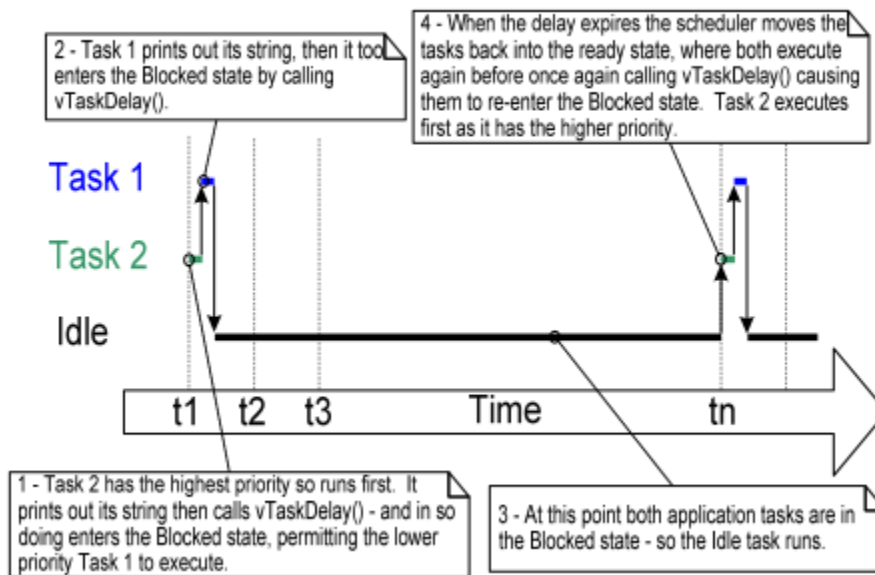 2 - Task 1 prints out its string, then it too
enters the Blocked state by calling
vTaskDelay().
4 - When the delay expires the scheduler moves the
tasks back into the ready state, where both execute
again before once again calling vTaskDelay() causing
them to re-enter the Blocked state. Task 2 executes
first as it has the higher priority.
Task 1
Task 2
Idle
t1 t2 t3 Time tn
1 - Task 2 has the highest priority so runs first. It
prints out its string then calls vTaskDelay() - and in so
doing enters the Blocked state, permitting the lower
priority Task 1 to execute.
3 - At this point both application tasks are in
the Blocked state - so the Idle task runs.